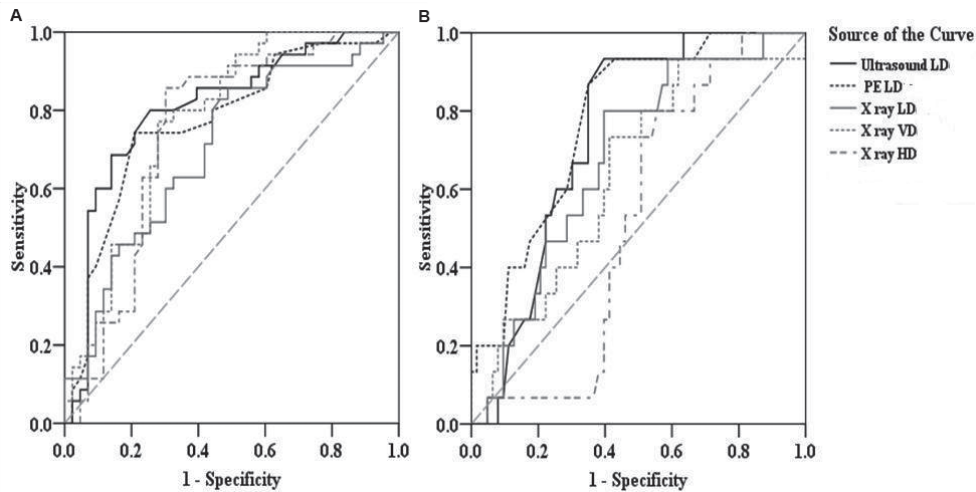 A
B
Source of the Curve
Ultrasound LD
PE LD
X ray LD
X ray VD
X ray HD
Sensitivity
1.0
0.8
0.6
0.4
0.2
0.0
0.0 0.2 0.4 0.6 0.8 1.0
1 - Specificity
Sensitivity
1.0
0.8
0.6
0.4
0.2
0.0
0.0 0.2 0.4 0.6 0.8 1.0
1 - Specificity